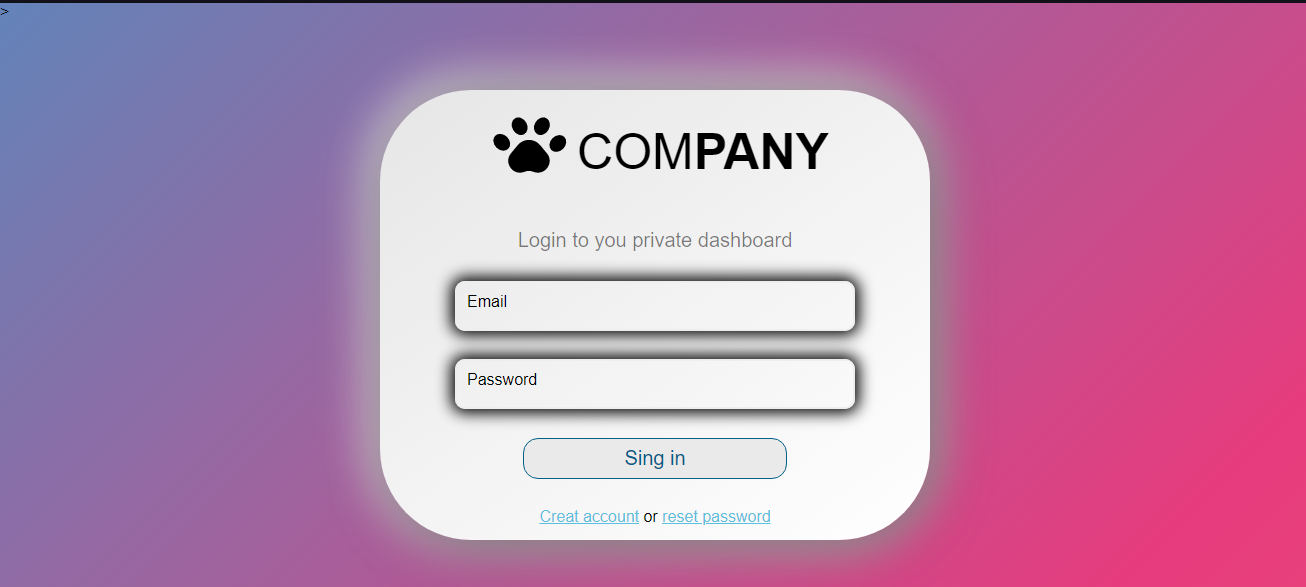 >
COMPANY
Login to you private dashboard
Email
Password
Sing in
Creat account or reset password